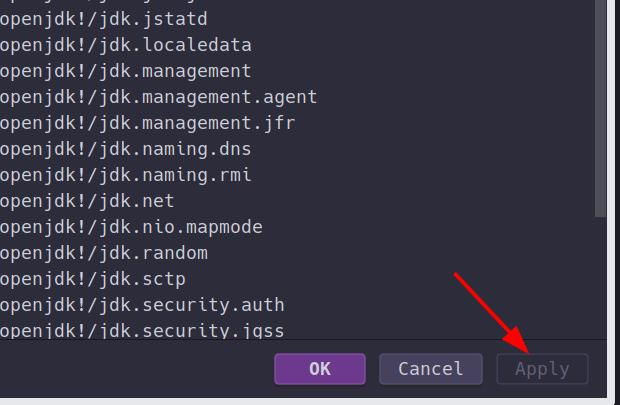 openjdk!/jdk.jstatd
openjdk!/jdk.localedata
openjdk!/jdk.management
openjdk!/jdk.management.agent
openjdk!/jdk.management.jfr
openjdk!/jdk.naming.dns
openjdk!/jdk.naming.rmi
openjdk!/jdk.net
openjdk!/jdk.nio.mapmode
openjdk!/jdk.random
openjdk!/jdk.sctp
openjdk!/jdk.security.auth
openjdk!/jdk.security.jgss
OK Cancel Apply